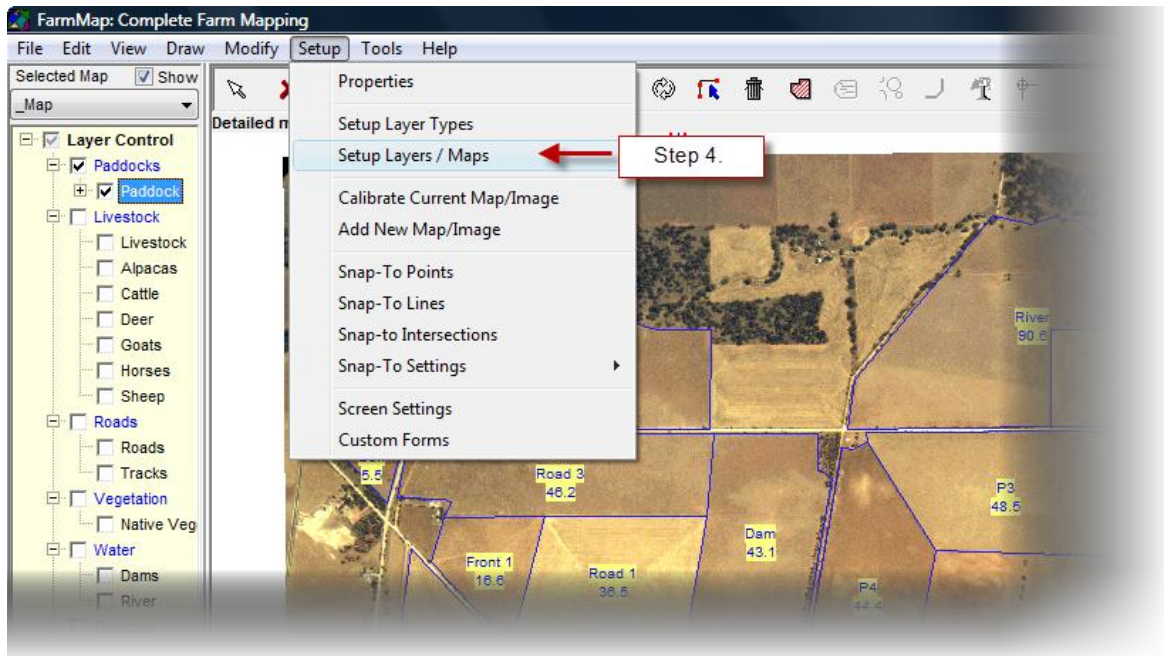 FarmMap: Complete Farm Mapping
File Edit View Draw Modify Setup Tools Help
Selected Map Show
_Map
Layer Control
Paddocks
Paddock
Livestock
Livestock
Alpacas
Cattle
Deer
Goats
Horses
Sheep
Roads
Roads
Tracks
Vegetation
Native Veg
Water
Dams
River
Detailed m
Properties
Setup Layer Types
Setup Layers / Maps
Calibrate Current Map/Image
Add New Map/Image
Snap-To Points
Snap-To Lines
Snap-to Intersections
Snap-To Settings
Screen Settings
Custom Forms
Step 4.
River
90.6
5.5
Road 3
46.2
P3
48.5
Dam
43.1
Front 1
16.6
Road 1
36.5
P4
44.4